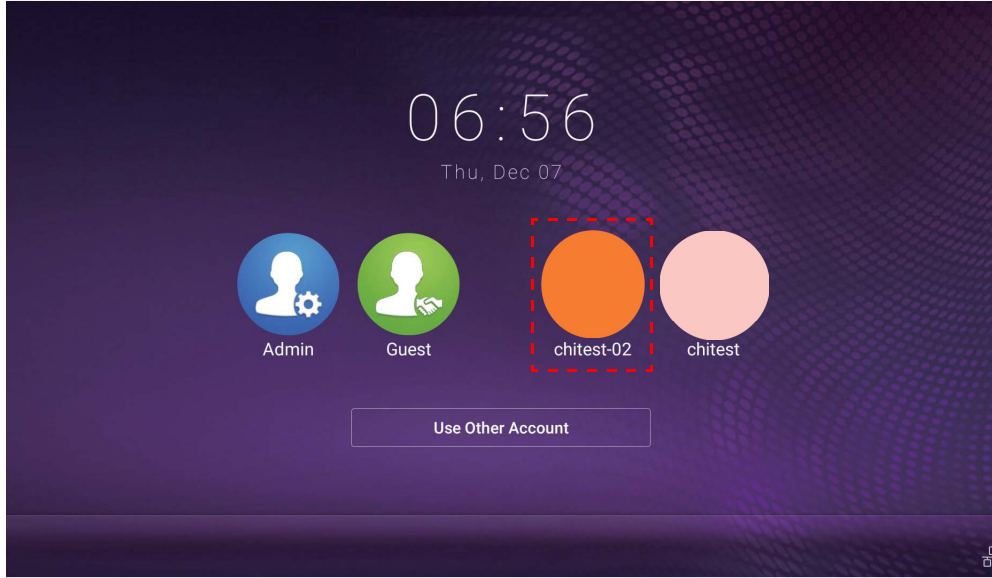 06:56
Thu, Dec 07
Admin
Guest
chitest-02
chitest
Use Other Account